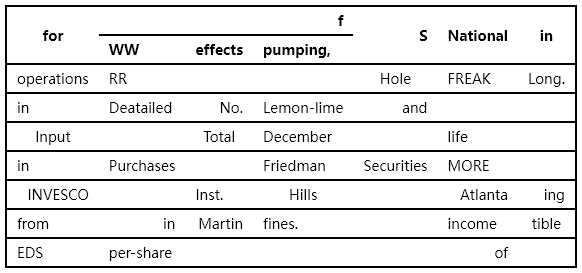 for f S National in
WW effects pumping,
operations RR Hole FREAK Long.
in Deatailed No. Lemon-lime and
Input Total December life
in Purchases Friedman Securities MORE
INVESCO Inst. Hills Atlanta ing
from in Martin fines. income tible
EDS per-share of